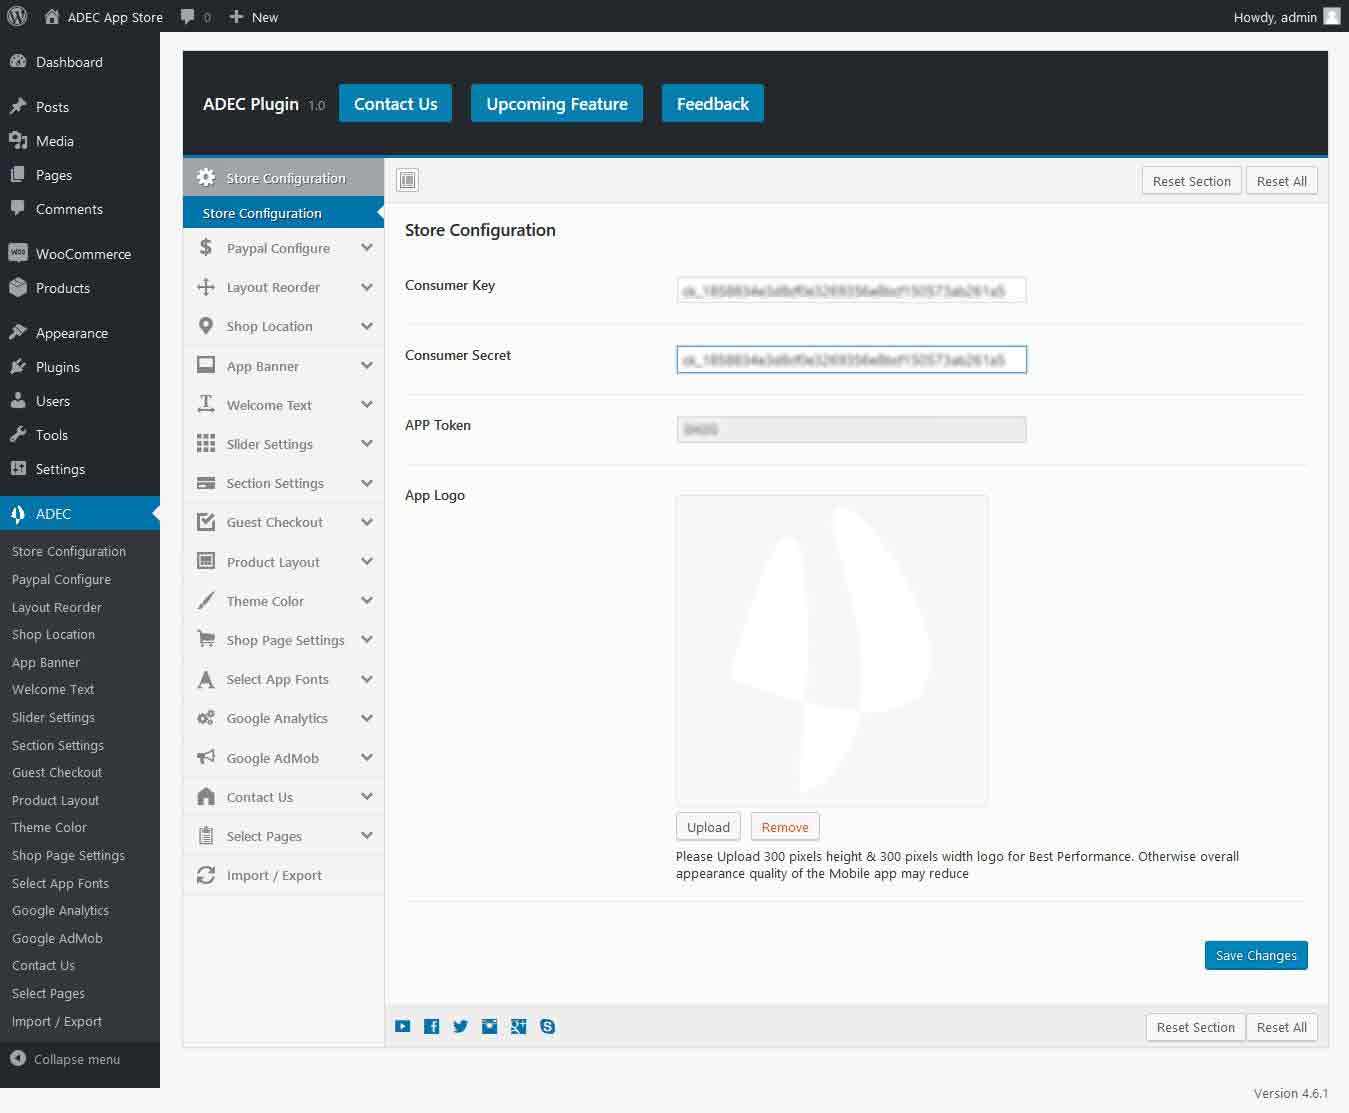 ADEC App Store 0 New Howdy, admin
Dashboard
Posts
Media
Pages
Comments
WooCommerce
Products
Appearance
Plugins
Users
Tools
Settings
ADEC
Store Configuration
Paypal Configure
Layout Reorder
Shop Location
App Banner
Welcome Text
Slider Settings
Section Settings
Guest Checkout
Product Layout
Theme Color
Shop Page Settings
Select App Fonts
Google Analytics
Google AdMob
Contact Us
Select Pages
Import / Export
Collapse menu
ADEC Plugin 1.0 Contact Us Upcoming Feature Feedback
Store Configuration
Store Configuration
Paypal Configure
Layout Reorder
Shop Location
App Banner
Welcome Text
Slider Settings
Section Settings
Guest Checkout
Product Layout
Theme Color
Shop Page Settings
Select App Fonts
Google Analytics
Google AdMob
Contact Us
Select Pages
Import / Export
Reset Section Reset All
Store Configuration
Consumer Key
Consumer Secret
APP Token
App Logo
Upload Remove
Please Upload 300 pixels height & 300 pixels width logo for Best Performance. Otherwise overall
appearance quality of the Mobile app may reduce
Save Changes
Reset Section Reset All
Version 4.6.1